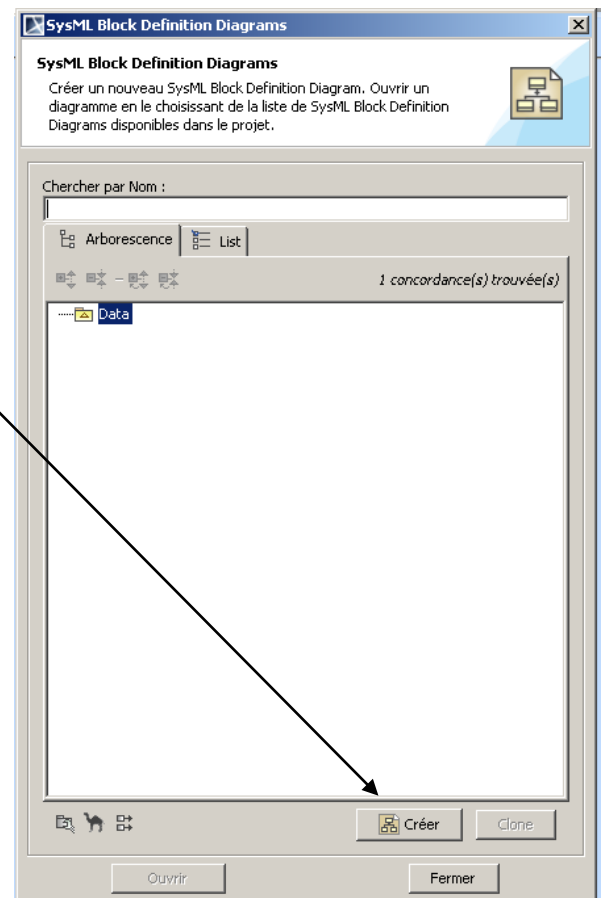 SysML Block Definition Diagrams
SysML Block Definition Diagrams
Créer un nouveau SysML Block Definition Diagram. Ouvrir un
diagramme en le choisissant de la liste de SysML Block Definition
Diagrams disponibles dans le projet.
Chercher par Nom :
Arborescence List
1 concordance(s) trouvée(s)
Data
Créer Clone
Ouvrir Fermer